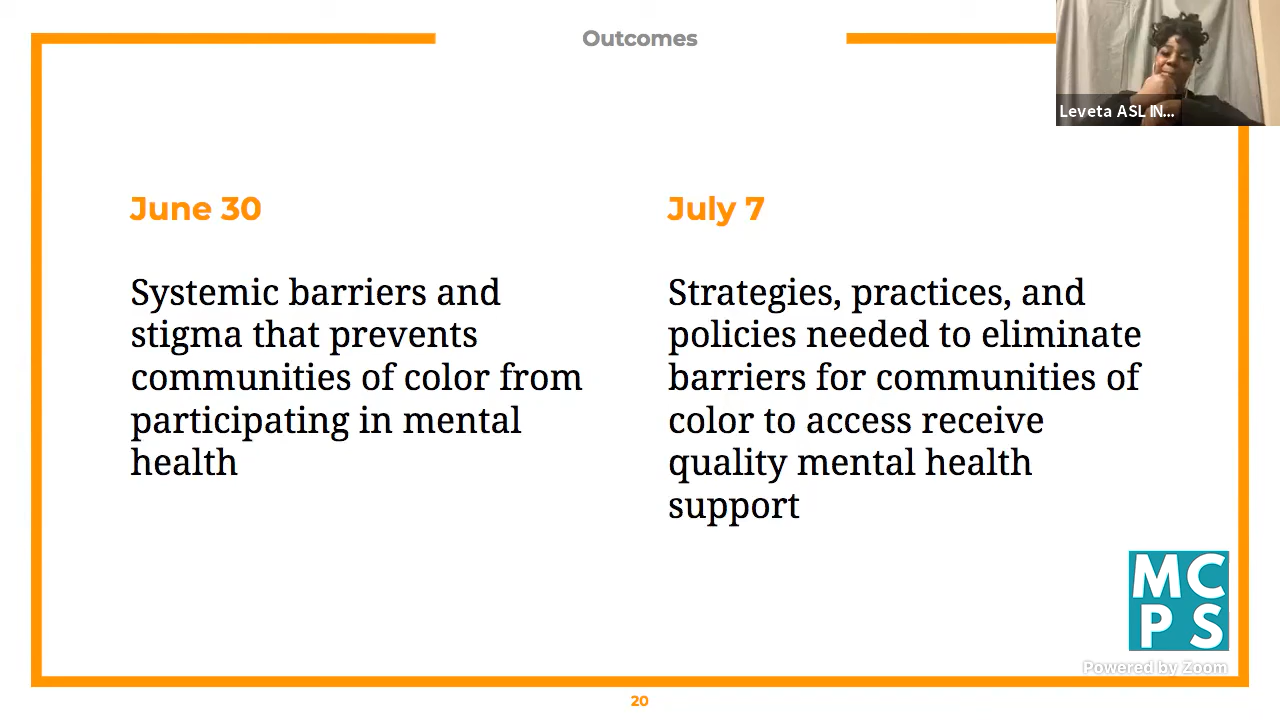 Outcomes
Leveta ASL IN...
June 30
Systemic barriers and
stigma that prevents
communities of color from
participating in mental
health
July 7
Strategies, practices, and
policies needed to eliminate
barriers for communities of
color to access receive
quality mental health
support
MC
PS
Powered by Zoom
20